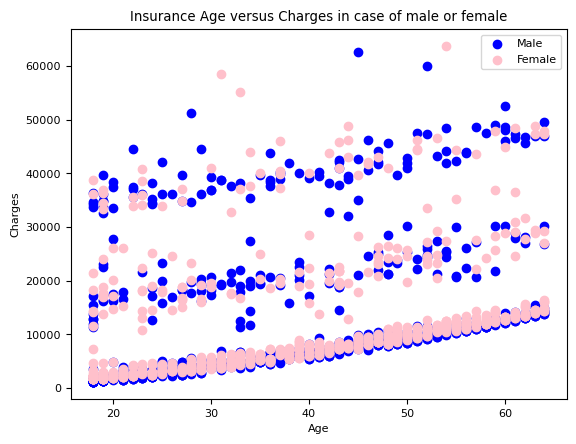 Insurance Age versus Charges in case of male or female
Male
Female
60000
50000
40000
30000
20000
10000
0
Charges
20 30 40 50 60
Age